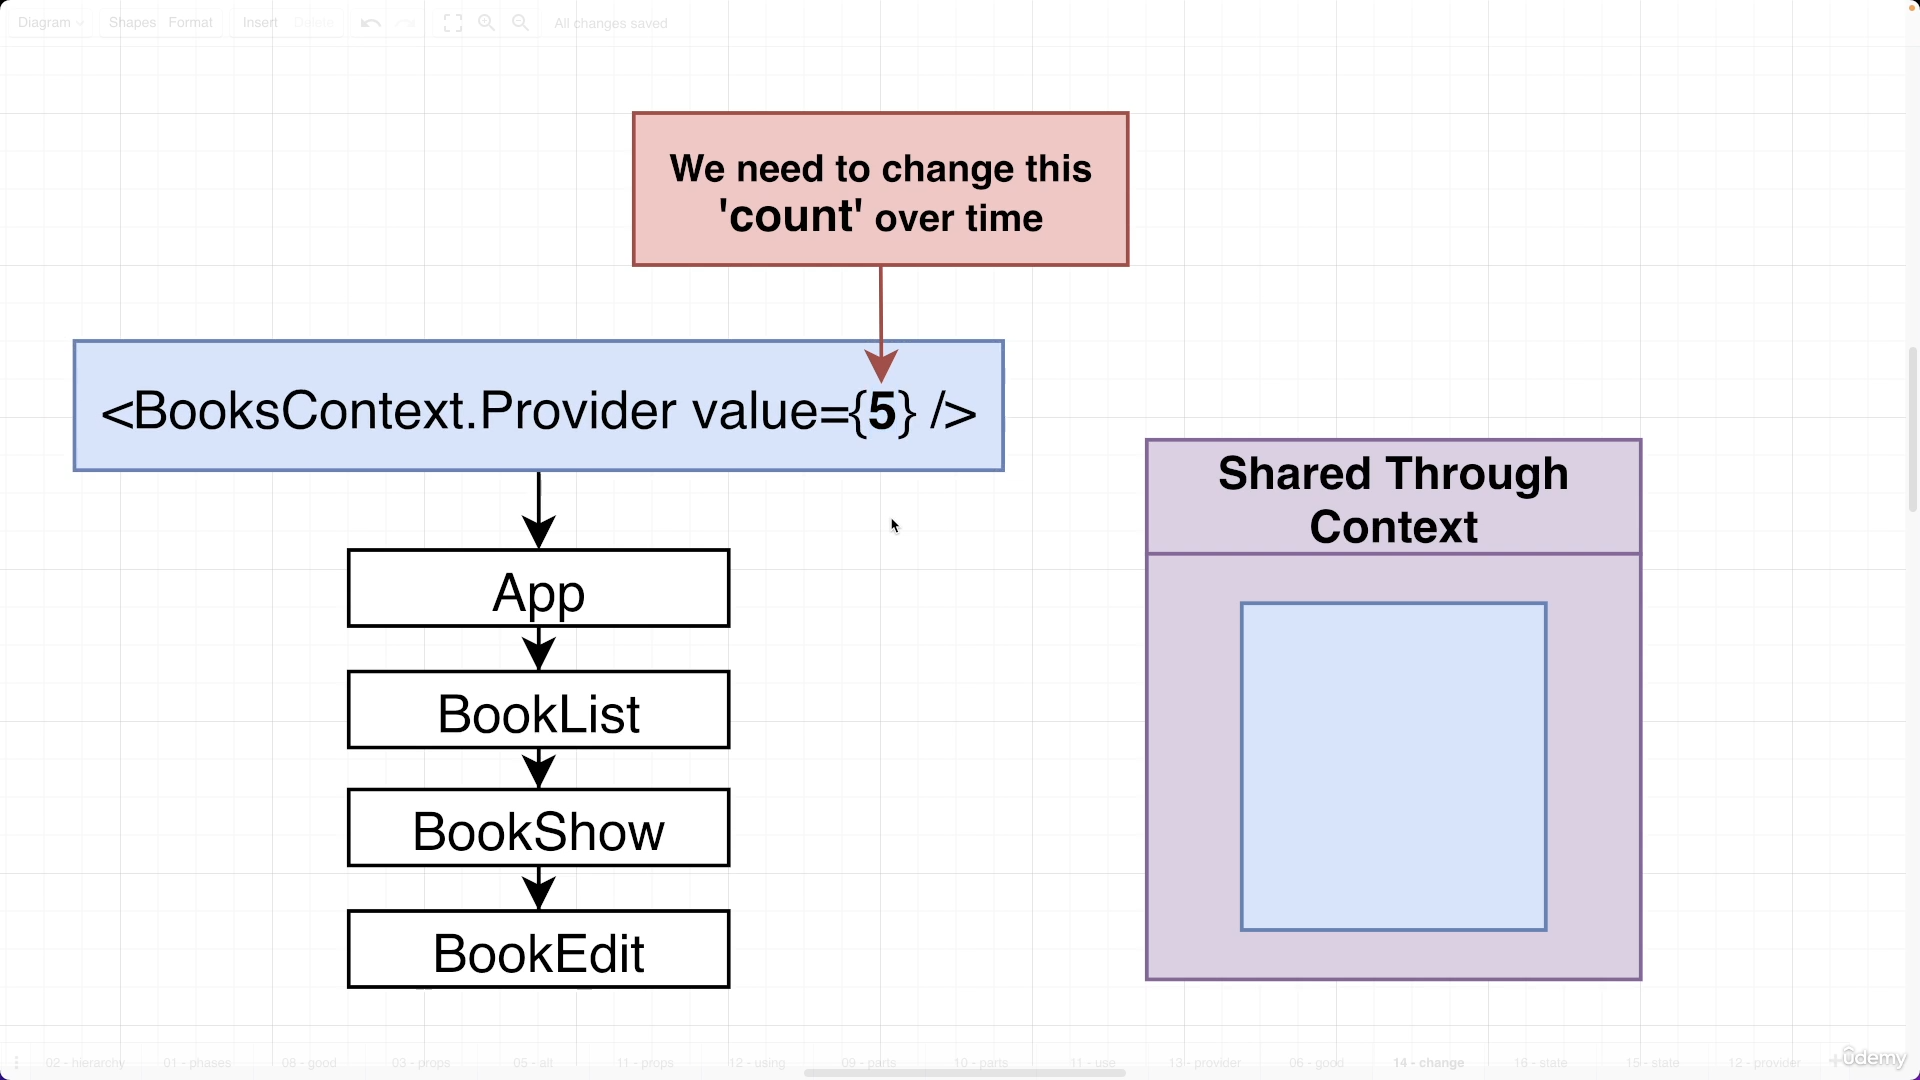 Diagram
Shapes
Format
Insert
Delete
All changes saved
We need to change this
'count' over time
<BooksContext.Provider value={5} />
Shared Through
Context
App
BookList
BookShow
BookEdit
02 - hierarchy
01 - phases
08 - good
03 - props
05 - alt
11 - props
12 - using
09 - parts
10 - parts
11 - use
13 - provider
06 - good
14 - change
16 - state
15 - state
12 - provider
ûdemy